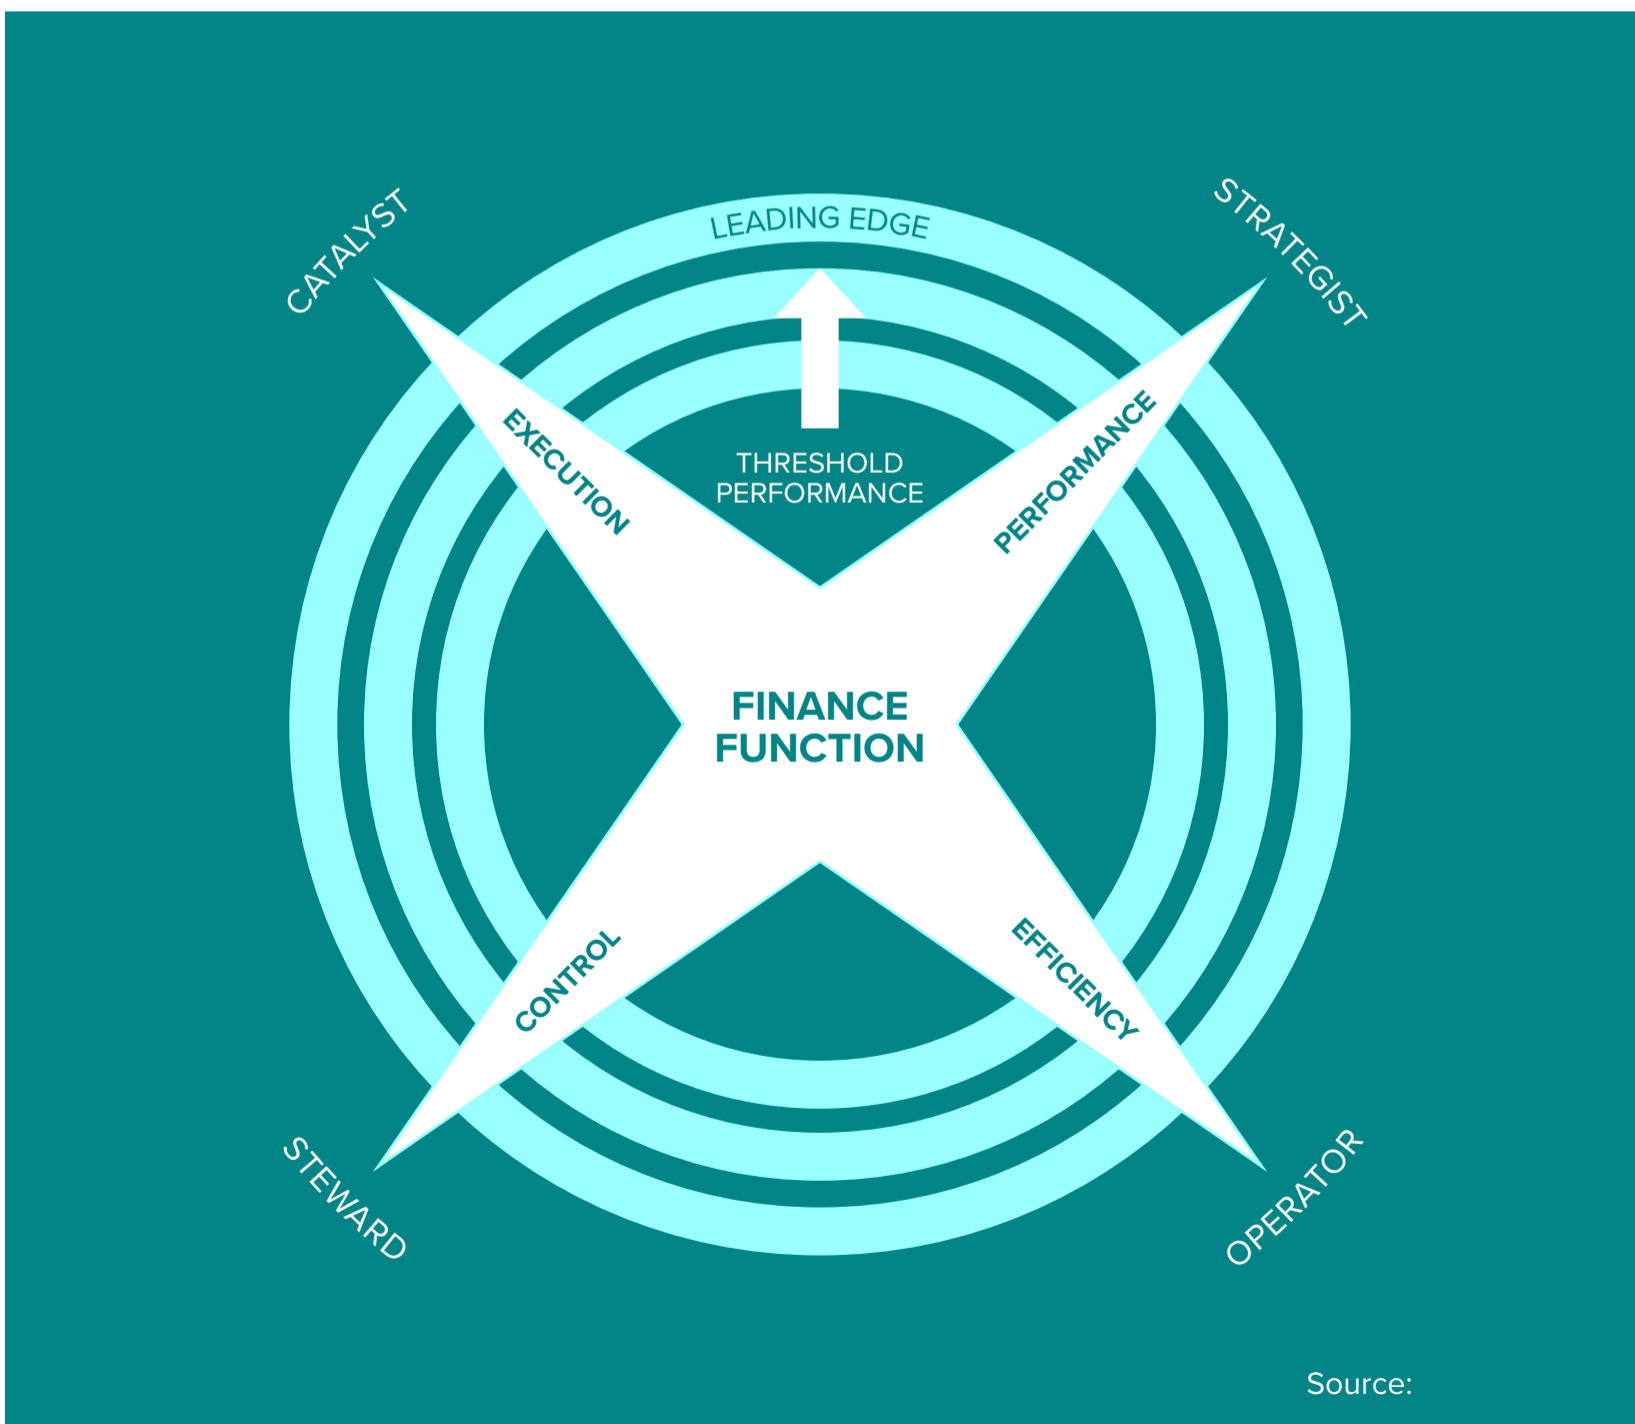 CATALYST
STRATEGIST
LEADING EDGE
EXECUTION
PERFORMANCE
THRESHOLD
PERFORMANCE
FINANCE
FUNCTION
CONTROL
EFFICIENCY
STEWARD
OPERATOR
Source: